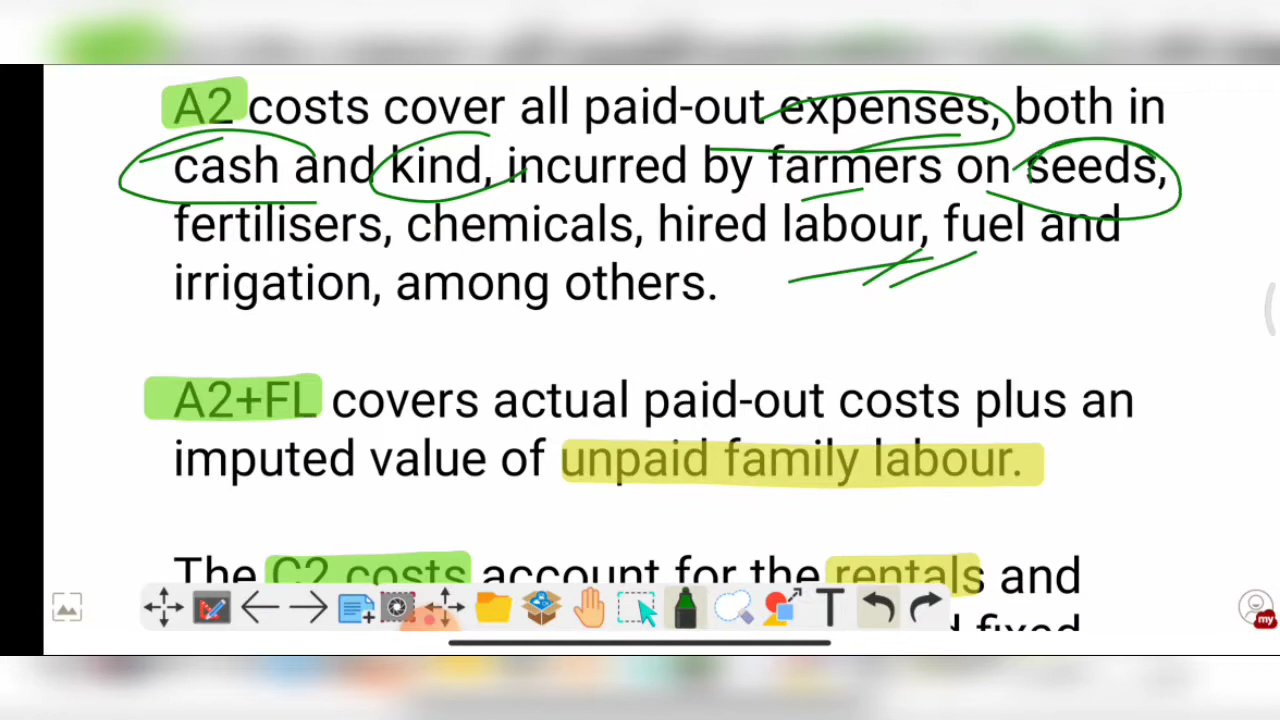 A2 costs cover all paid-out expenses, both in
cash and kind, incurred by farmers on seeds,
fertilisers, chemicals, hired labour, fuel and
irrigation, among others.
A2+FL covers actual paid-out costs plus an
imputed value of unpaid family labour.
The C2 costs account for the rentals and
fixed
T
my